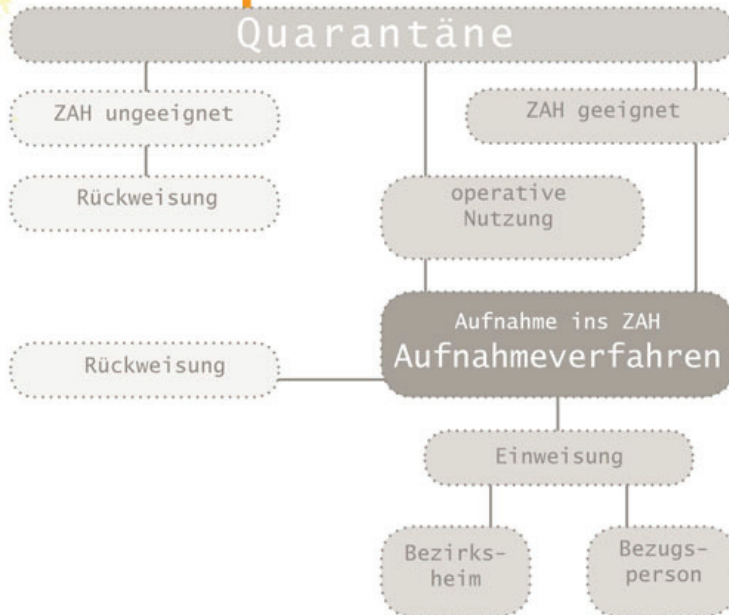 Quarantäne
ZAH ungeeignet
ZAH geeignet
Rückweisung
operative
Nutzung
Aufnahme ins ZAH
Aufnahmeverfahren
Rückweisung
Einweisung
Bezirks-
heim
Bezugs-
person